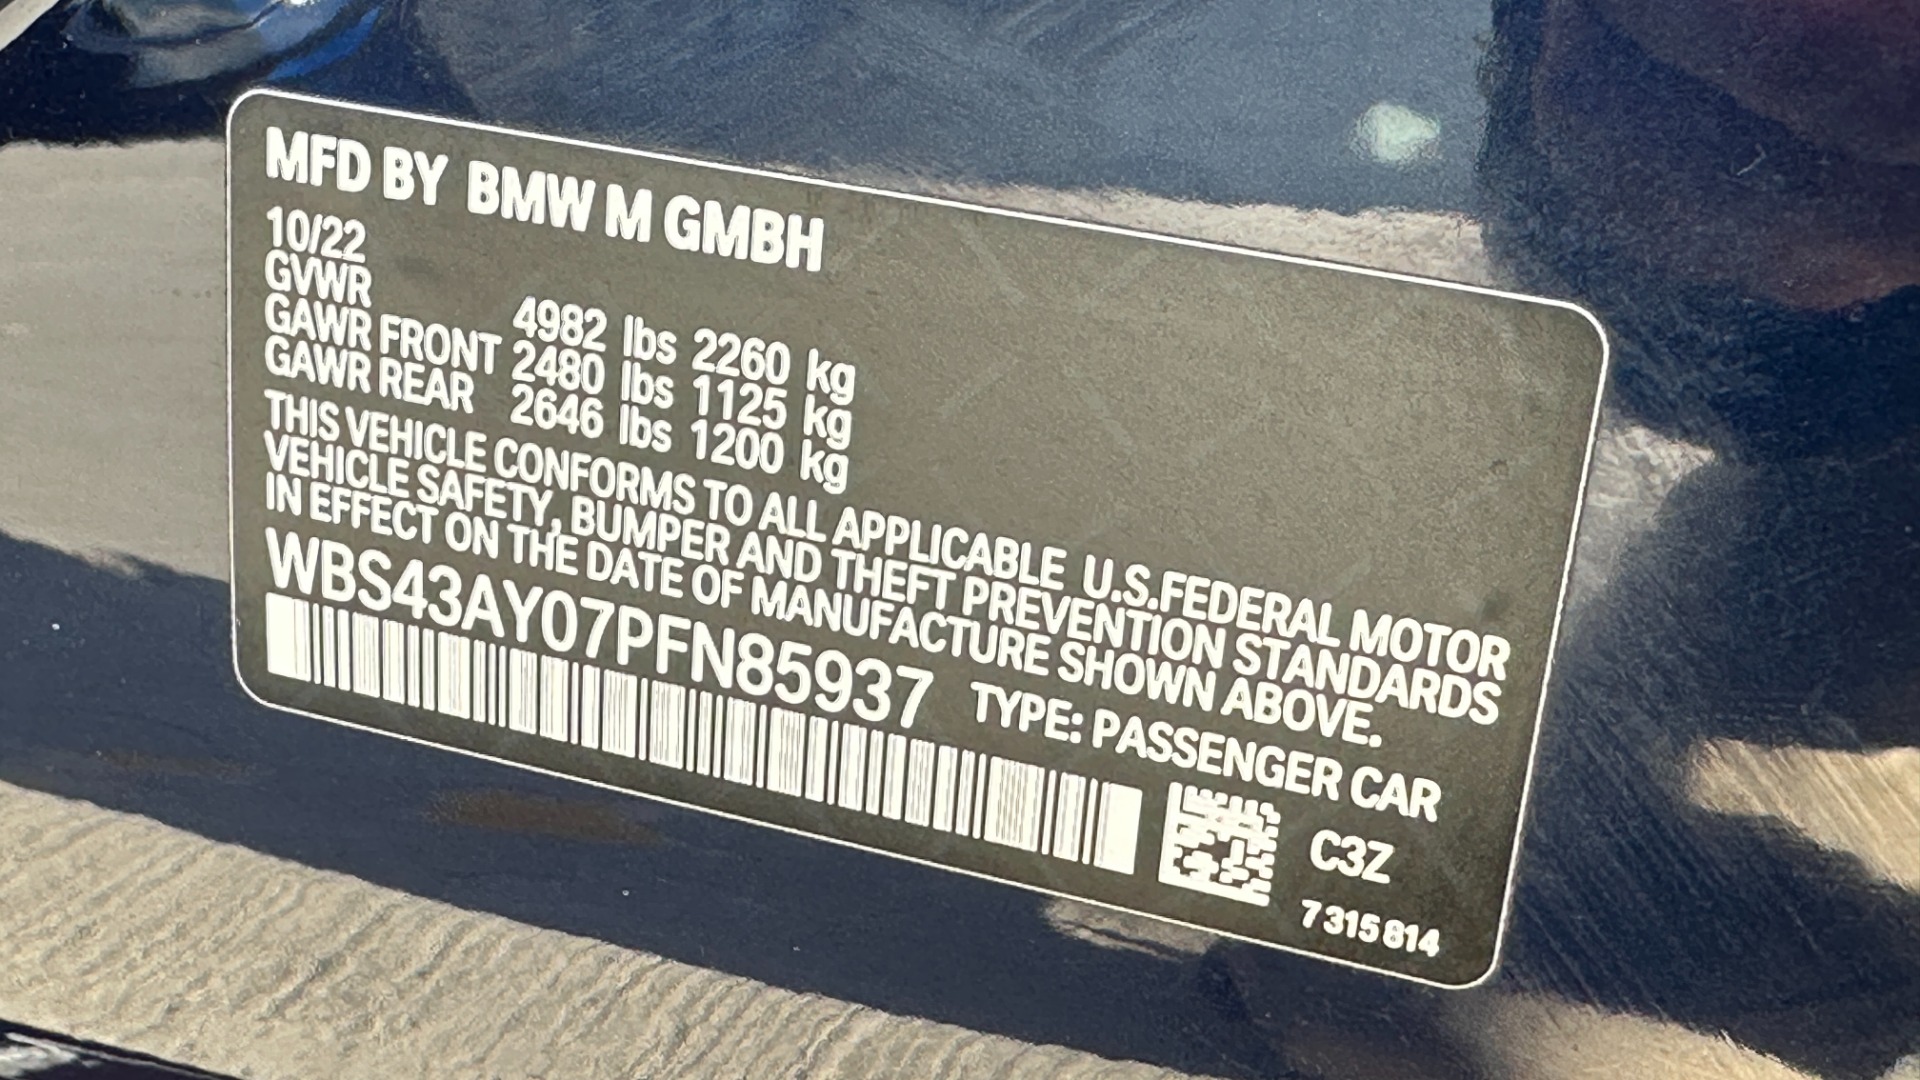 MFD BY BMW M GMBH
10/22
GVWR 4982 lbs 2260 kg
GAWR FRONT 2480 lbs 1125 kg
GAWR REAR 2646 lbs 1200 kg
THIS VEHICLE CONFORMS TO ALL APPLICABLE U.S.FEDERAL MOTOR
VEHICLE SAFETY, BUMPER AND THEFT PREVENTION STANDARDS
IN EFFECT ON THE DATE OF MANUFACTURE SHOWN ABOVE.
WBS43AY07PFN85937 TYPE: PASSENGER CAR
C3Z
7 315 814